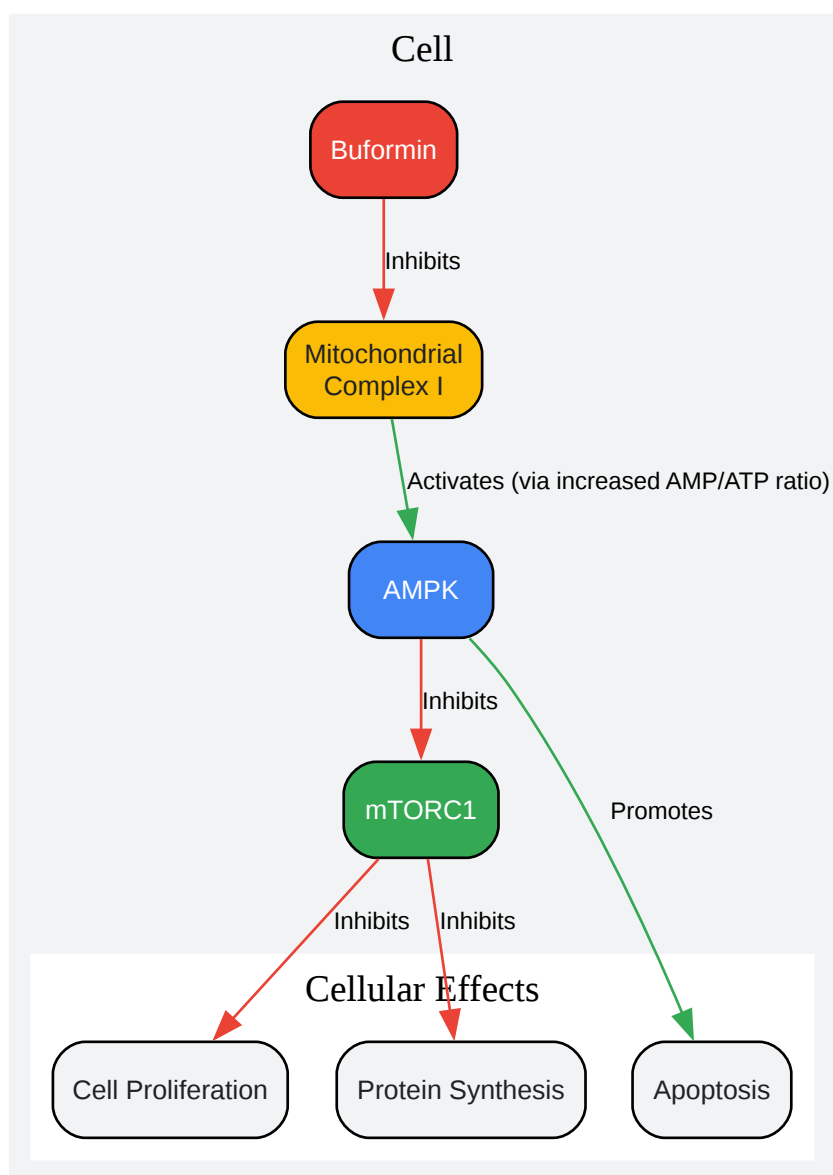 Cell
Buformin
Inhibits
Mitochondrial
Complex I
Activates (via increased AMP/ATP ratio)
AMPK
Inhibits
mTORC1
Promotes
Inhibits
Inhibits
Cellular Effects
Cell Proliferation
Protein Synthesis
Apoptosis